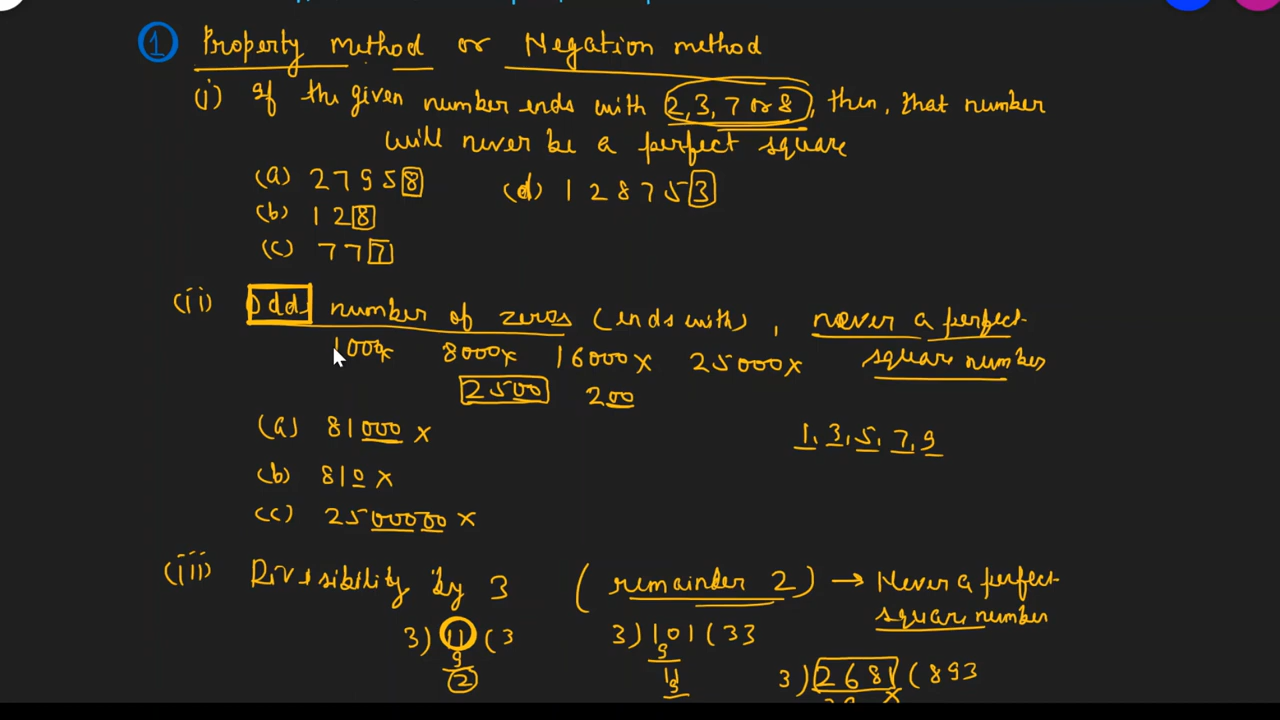 1 Property method or Negation method
(i) If the given number ends with 2, 3, 7 or 8, then, that number
will never be a perfect square
(a) 27958 (d) 128753
(b) 128
(c) 777
(ii) Odd number of zeros (ends with), never a perfect
square number
1000x 8000x 16000x 25000x
2500 200
(a) 81000 x
1, 3, 5, 7, 9
(b) 810 x
(c) 2500000 x
(iii) Divisibility by 3 (remainder 2) → Never a perfect
square number
3) 11 (3 3) 101 (33
9 9
2 11
9
3) 2681 (893
x